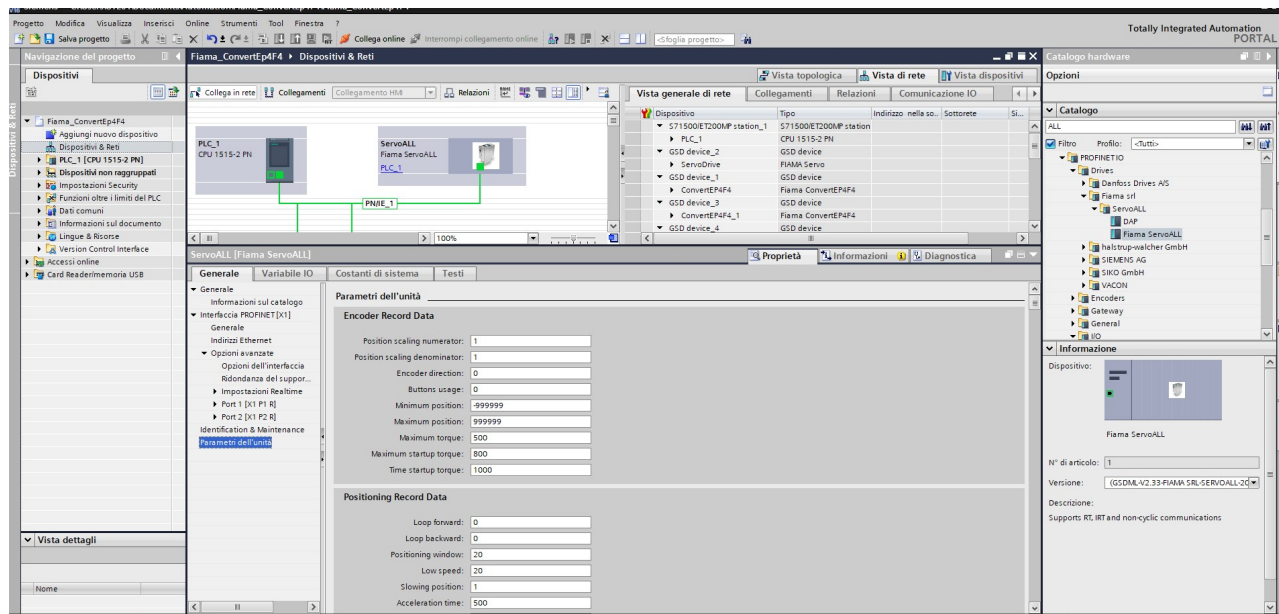 Progetto Modifica Visualizza Inserisci Online Strumenti Tool Finestra ?
Totally Integrated Automation
PORTAL
Salva progetto
Collega online
Interrompi collegamento online
<Sfoglia progetto>
Navigazione del progetto
Dispositivi
Dispositivi & Reti
Fiama_ConvertEp4F4
Aggiungi nuovo dispositivo
Dispositivi & Reti
PLC_1 [CPU 1515-2 PN]
Dispositivi non raggruppati
Impostazioni Security
Funzioni oltre i limiti del PLC
Dati comuni
Informazioni sul documento
Lingue & Risorse
Version Control Interface
Accessi online
Card Reader/memoria USB
Vista dettagli
Nome
Fiama_ConvertEp4F4 ▸ Dispositivi & Reti
Vista topologica
Vista di rete
Vista dispositivi
Collega in rete
Collegamenti
Collegamento HMI
Relazioni
PLC_1
CPU 1515-2 PN
ServoALL
Fiama ServoALL
PLC_1
PN/IE_1
100%
Vista generale di rete
Collegamenti
Relazioni
Comunicazione IO
Dispositivo Tipo Indirizzo nella so.. Sottorete Si...
S71500/ET200MP station_1 S71500/ET200MP station
PLC_1 CPU 1515-2 PN
GSD device_2 GSD device
ServoDrive FIAMA Servo
GSD device_1 GSD device
ConvertEP4F4 Fiama ConvertEP4F4
GSD device_3 GSD device
ConvertEP4F4_1 Fiama ConvertEP4F4
GSD device_4 GSD device
ServoALL [Fiama ServoALL]
Proprietà
Informazioni
Diagnostica
Generale
Variabile IO
Costanti di sistema
Testi
Generale
Informazioni sul catalogo
Interfaccia PROFINET [X1]
Generale
Indirizzi Ethernet
Opzioni avanzate
Opzioni dell'interfaccia
Ridondanza del suppor...
Impostazioni Realtime
Port 1 [X1 P1 R]
Port 2 [X1 P2 R]
Identification & Maintenance
Parametri dell'unità
Parametri dell'unità
Encoder Record Data
Position scaling numerator: 1
Position scaling denominator: 1
Encoder direction: 0
Buttons usage: 0
Minimum position: -999999
Maximum position: 999999
Maximum torque: 500
Maximum startup torque: 800
Time startup torque: 1000
Positioning Record Data
Loop forward: 0
Loop backward: 0
Positioning window: 20
Low speed: 20
Slowing position: 1
Acceleration time: 500
Catalogo hardware
Opzioni
Catalogo
ALL
Filtro Profilo: <Tutti>
PROFINET IO
Drives
Danfoss Drives A/S
Fiama srl
ServoALL
DAP
Fiama ServoALL
halstrup-walcher GmbH
SIEMENS AG
SIKO GmbH
VACON
Encoders
Gateway
General
I/O
Informazione
Dispositivo:
Fiama ServoALL
N° di articolo: 1
Versione: (GSDML-V2.33-FIAMA SRL-SERVOALL-20
Descrizione:
Supports RT, IRT and non-cyclic communications